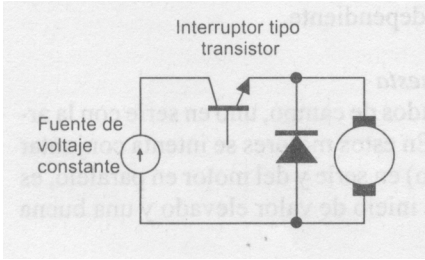 Interruptor tipo
transistor
Fuente de
voltaje
constante